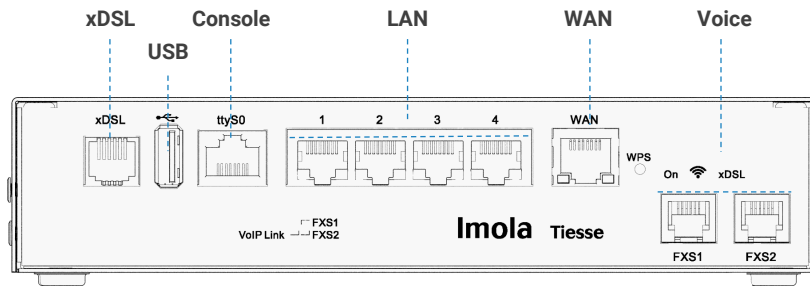 xDSL Console LAN WAN Voice
USB
xDSL ttyS0 1 2 3 4 WAN
WPS
On xDSL
FXS1
VoIP Link FXS2
Imola Tiesse
FXS1 FXS2